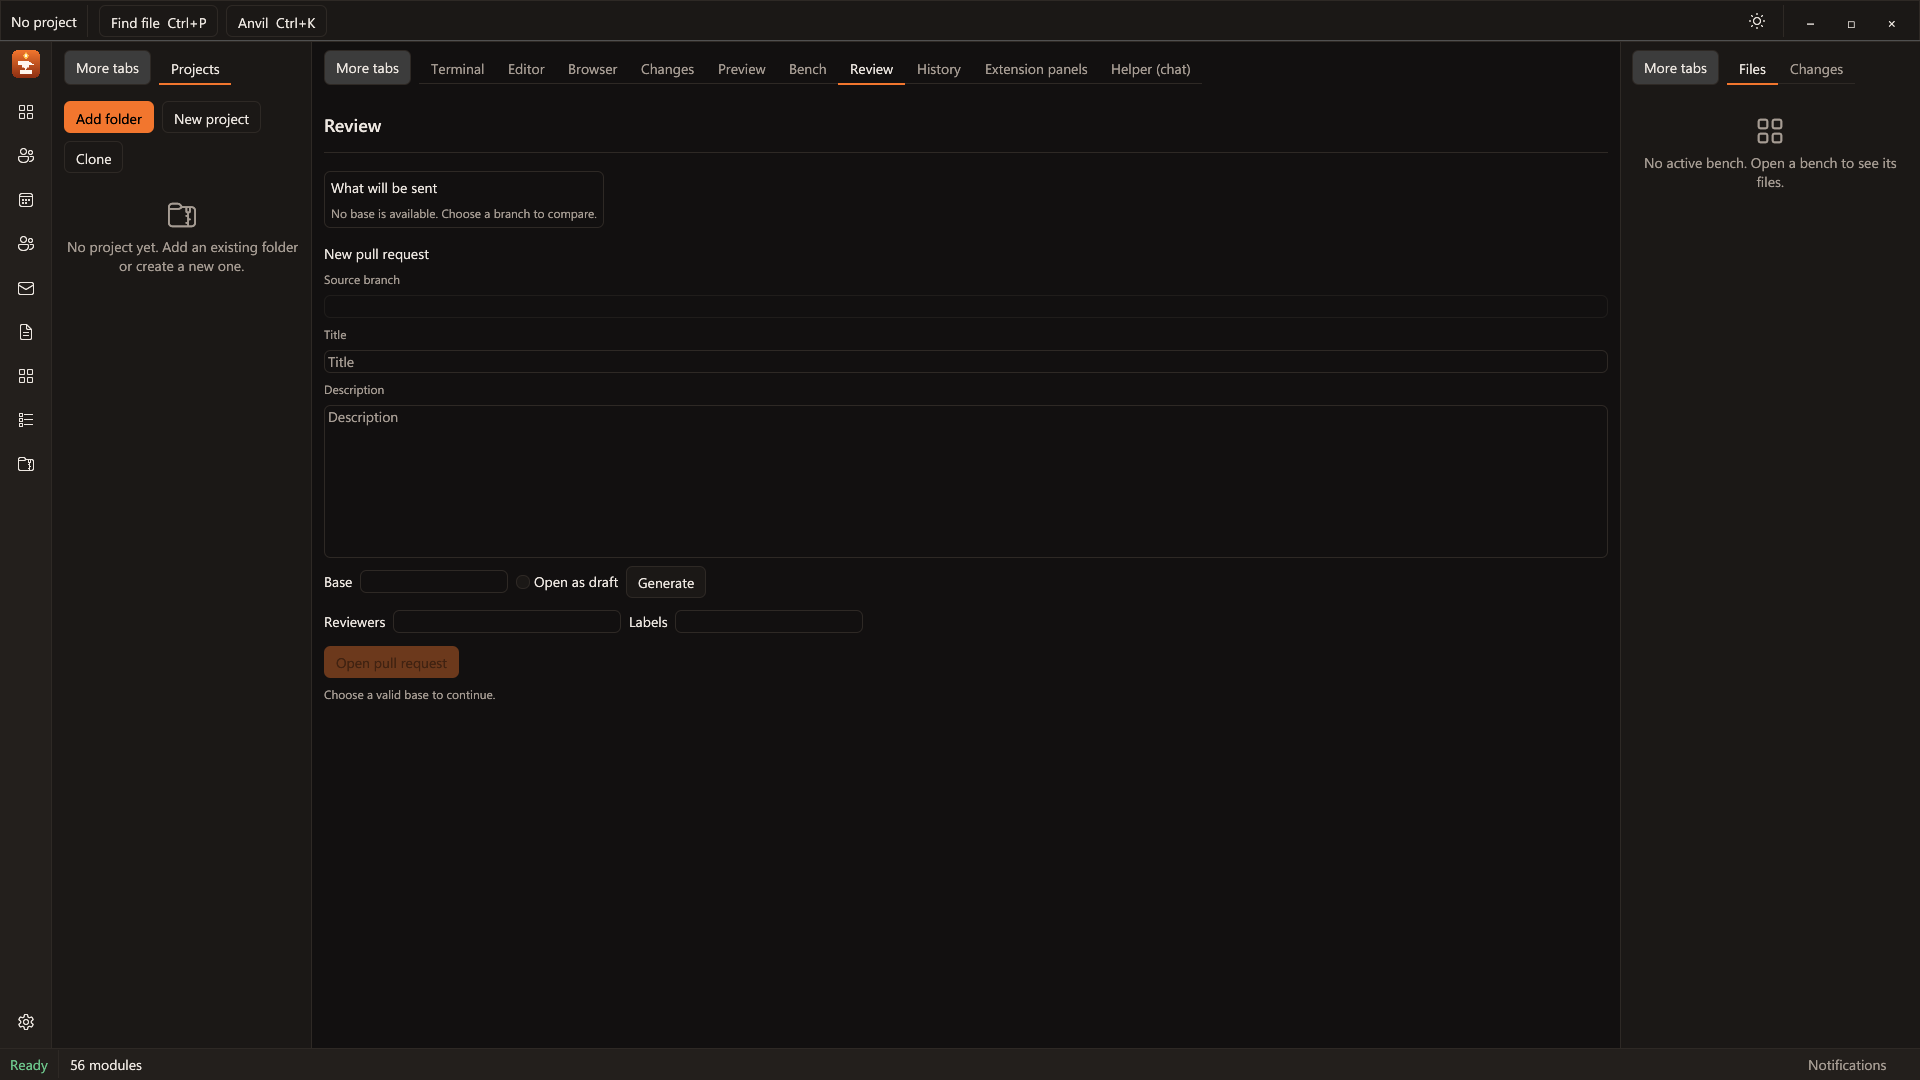 No project
Find file Ctrl+P
Anvil Ctrl+K
More tabs
Projects
Add folder
New project
Clone
No project yet. Add an existing folder
or create a new one.
More tabs
Terminal
Editor
Browser
Changes
Preview
Bench
Review
History
Extension panels
Helper (chat)
Review
What will be sent
No base is available. Choose a branch to compare.
New pull request
Source branch
Title
Title
Description
Description
Base
Open as draft
Generate
Reviewers
Labels
Open pull request
Choose a valid base to continue.
More tabs
Files
Changes
No active bench. Open a bench to see its
files.
Ready
56 modules
Notifications